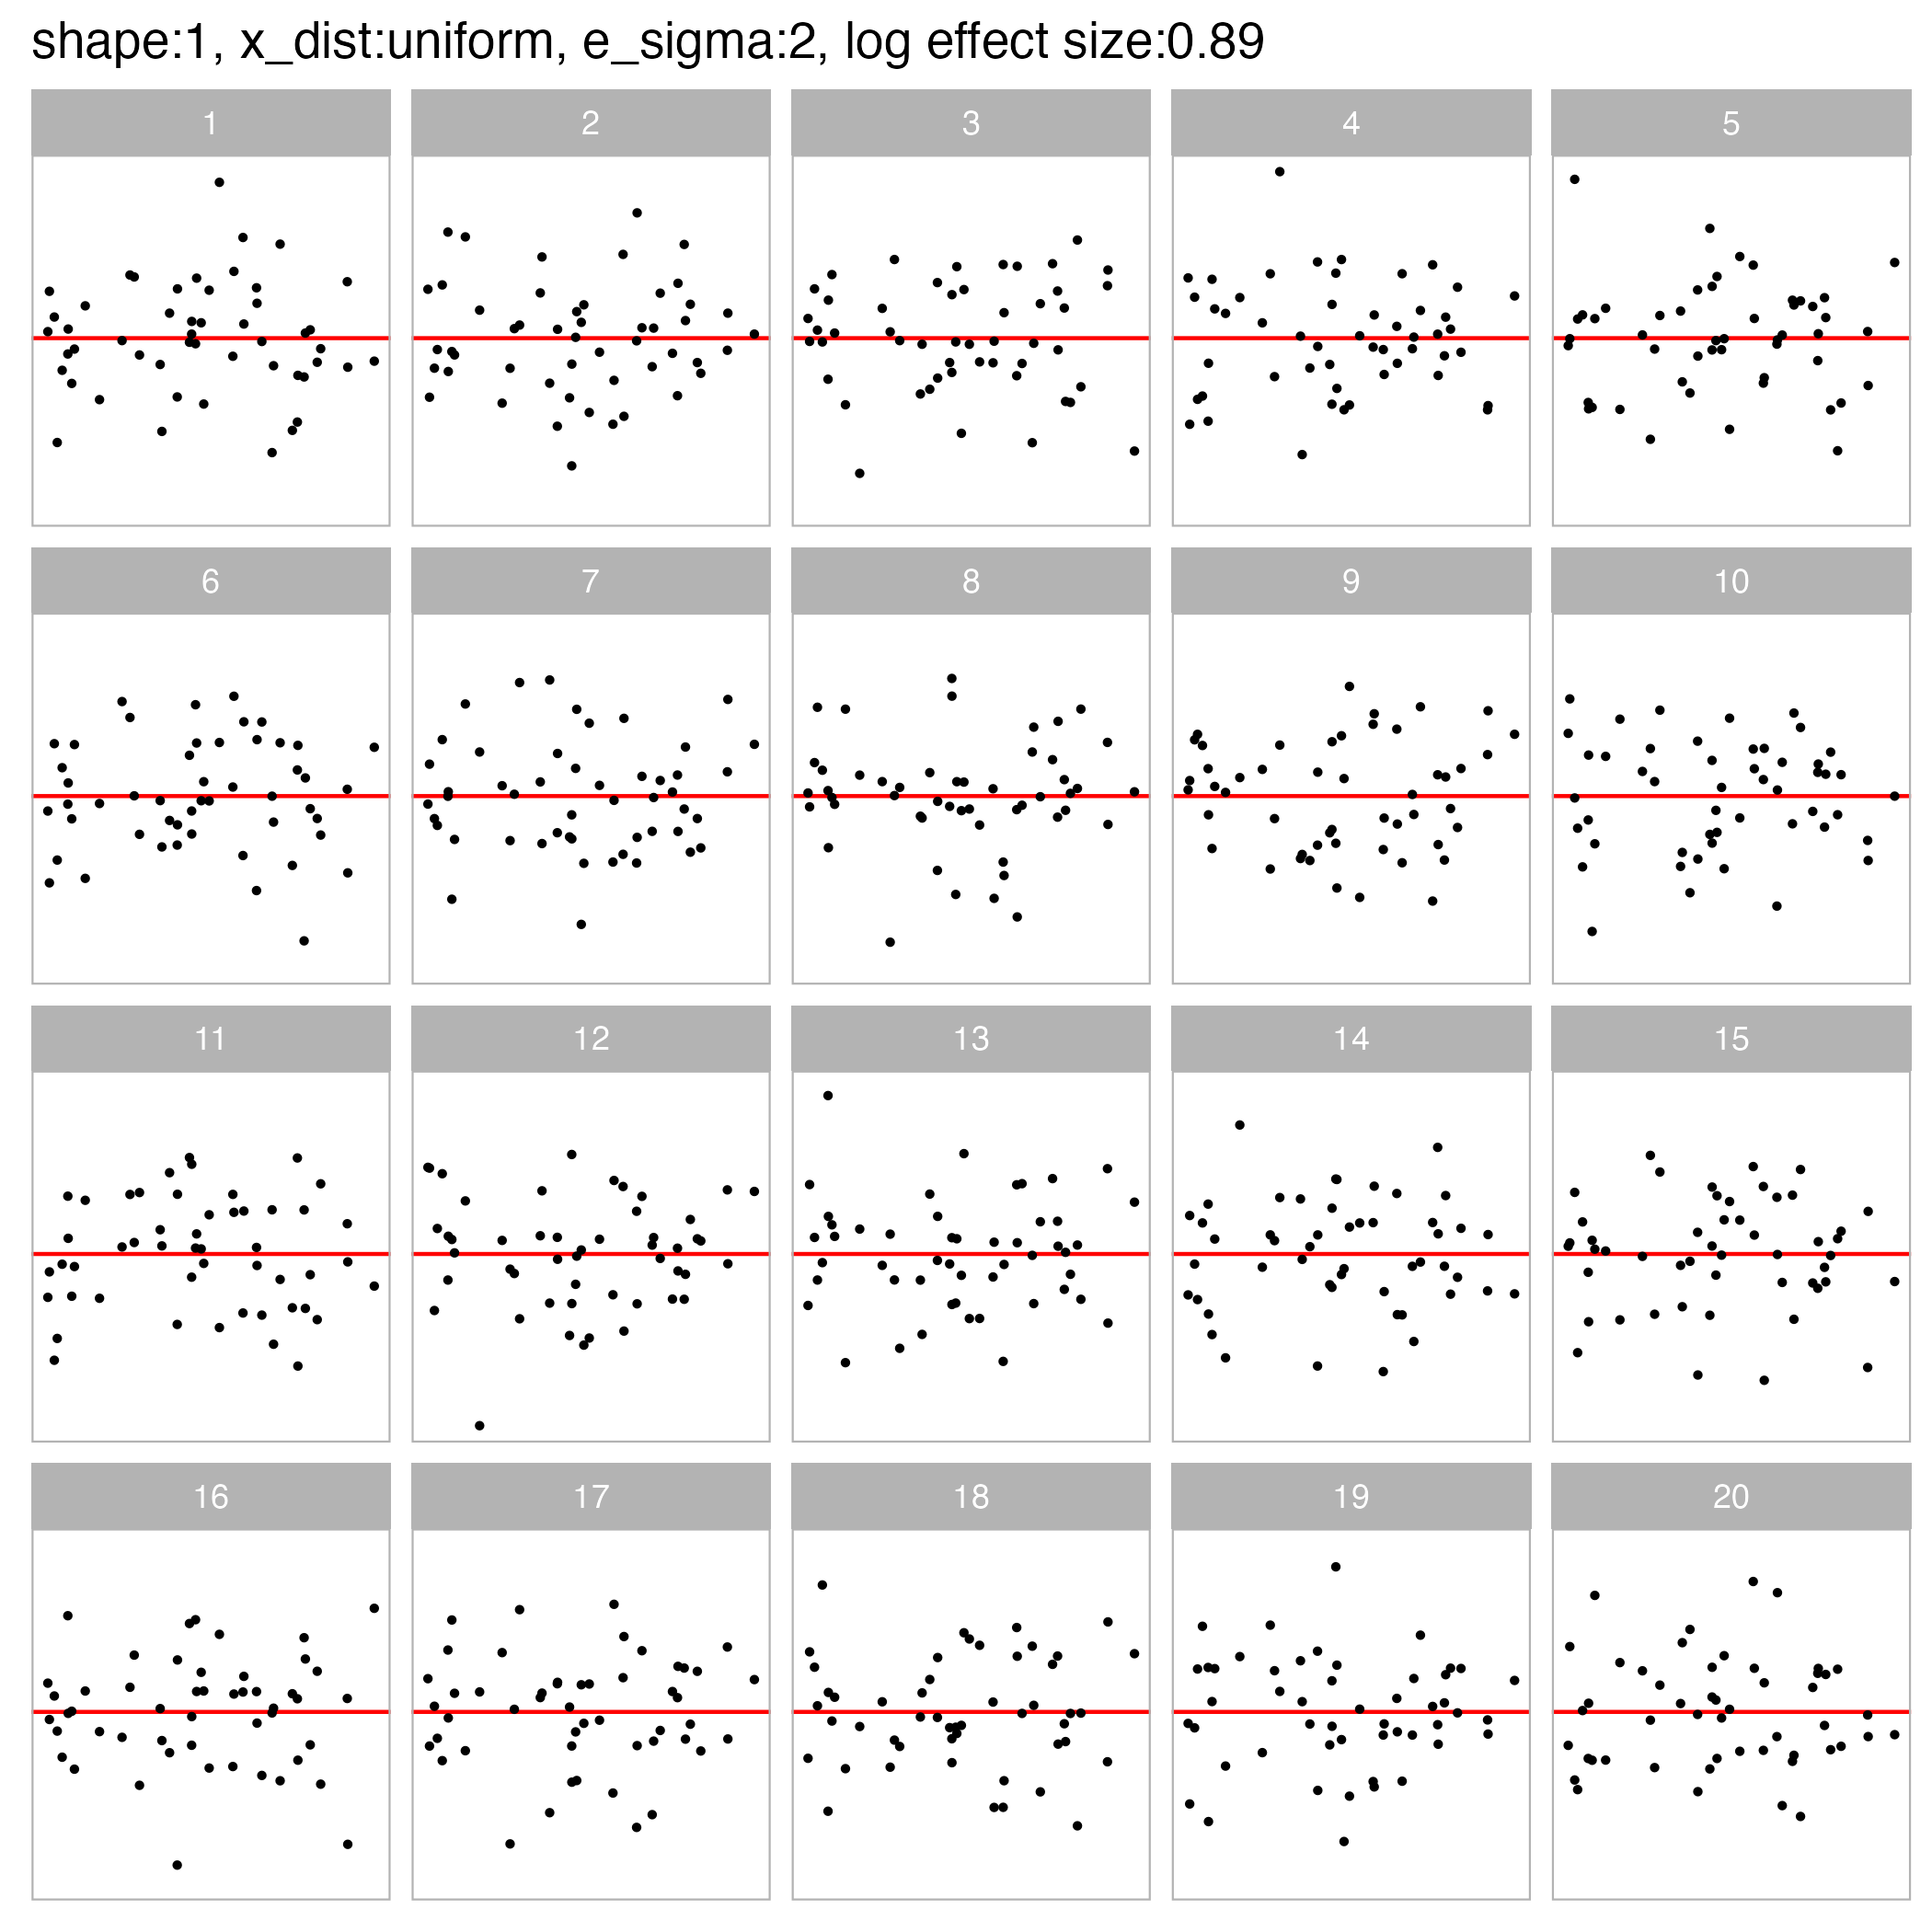 shape:1, x_dist:uniform, e_sigma:2, log effect size:0.89
1 2 3 4 5
6 7 8 9 10
11 12 13 14 15
16 17 18 19 20